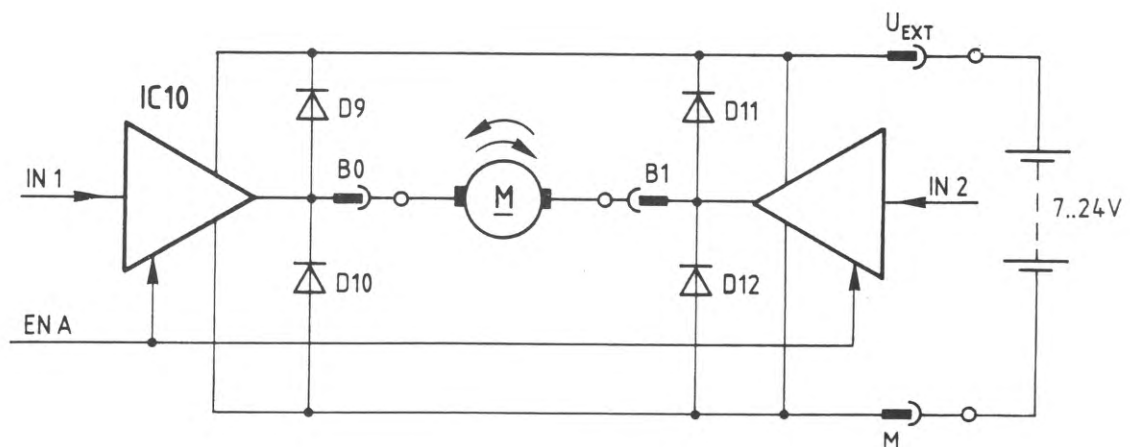 U_EXT
IC10
D9
D11
B0
B1
IN 1
M
IN 2
7..24V
D10
D12
EN A
M